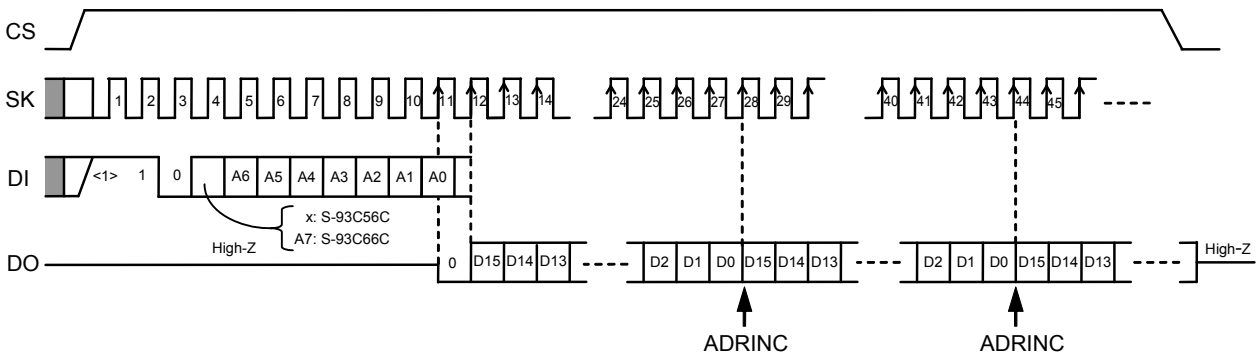 CS
SK 1 2 3 4 5 6 7 8 9 10 11 12 13 14 24 25 26 27 28 29 40 41 42 43 44 45
DI <1> 1 0 A6 A5 A4 A3 A2 A1 A0
x: S-93C56C
A7: S-93C66C
High-Z
High-Z
DO 0 D15 D14 D13 D2 D1 D0 D15 D14 D13 D2 D1 D0 D15 D14 D13
ADRINC ADRINC